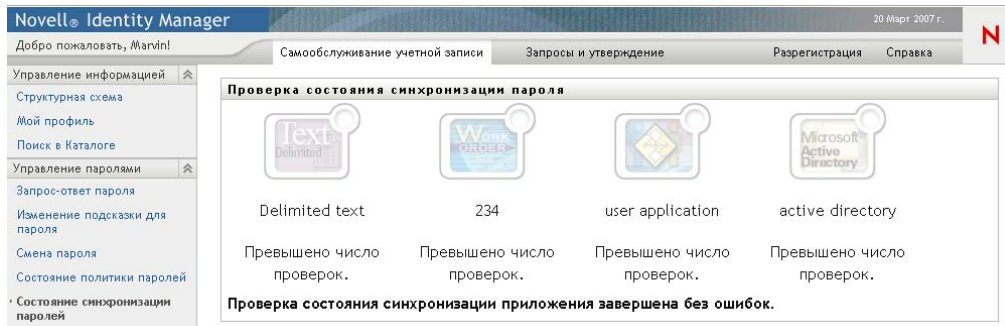 Novell® Identity Manager
20 Март 2007 г.
Добро пожаловать, Marvin!
Самообслуживание учетной записи
Запросы и утверждение
Разрегистрация
Справка
N
Управление информацией
Структурная схема
Мой профиль
Поиск в Каталоге
Управление паролями
Запрос-ответ пароля
Изменение подсказки для
пароля
Смена пароля
Состояние политики паролей
Состояние синхронизации
паролей
Проверка состояния синхронизации пароля
Text
Delimited
WORK
ORDER
Microsoft
Active
Directory
Delimited text
234
user application
active directory
Превышено число
проверок.
Превышено число
проверок.
Превышено число
проверок.
Превышено число
проверок.
Проверка состояния синхронизации приложения завершена без ошибок.